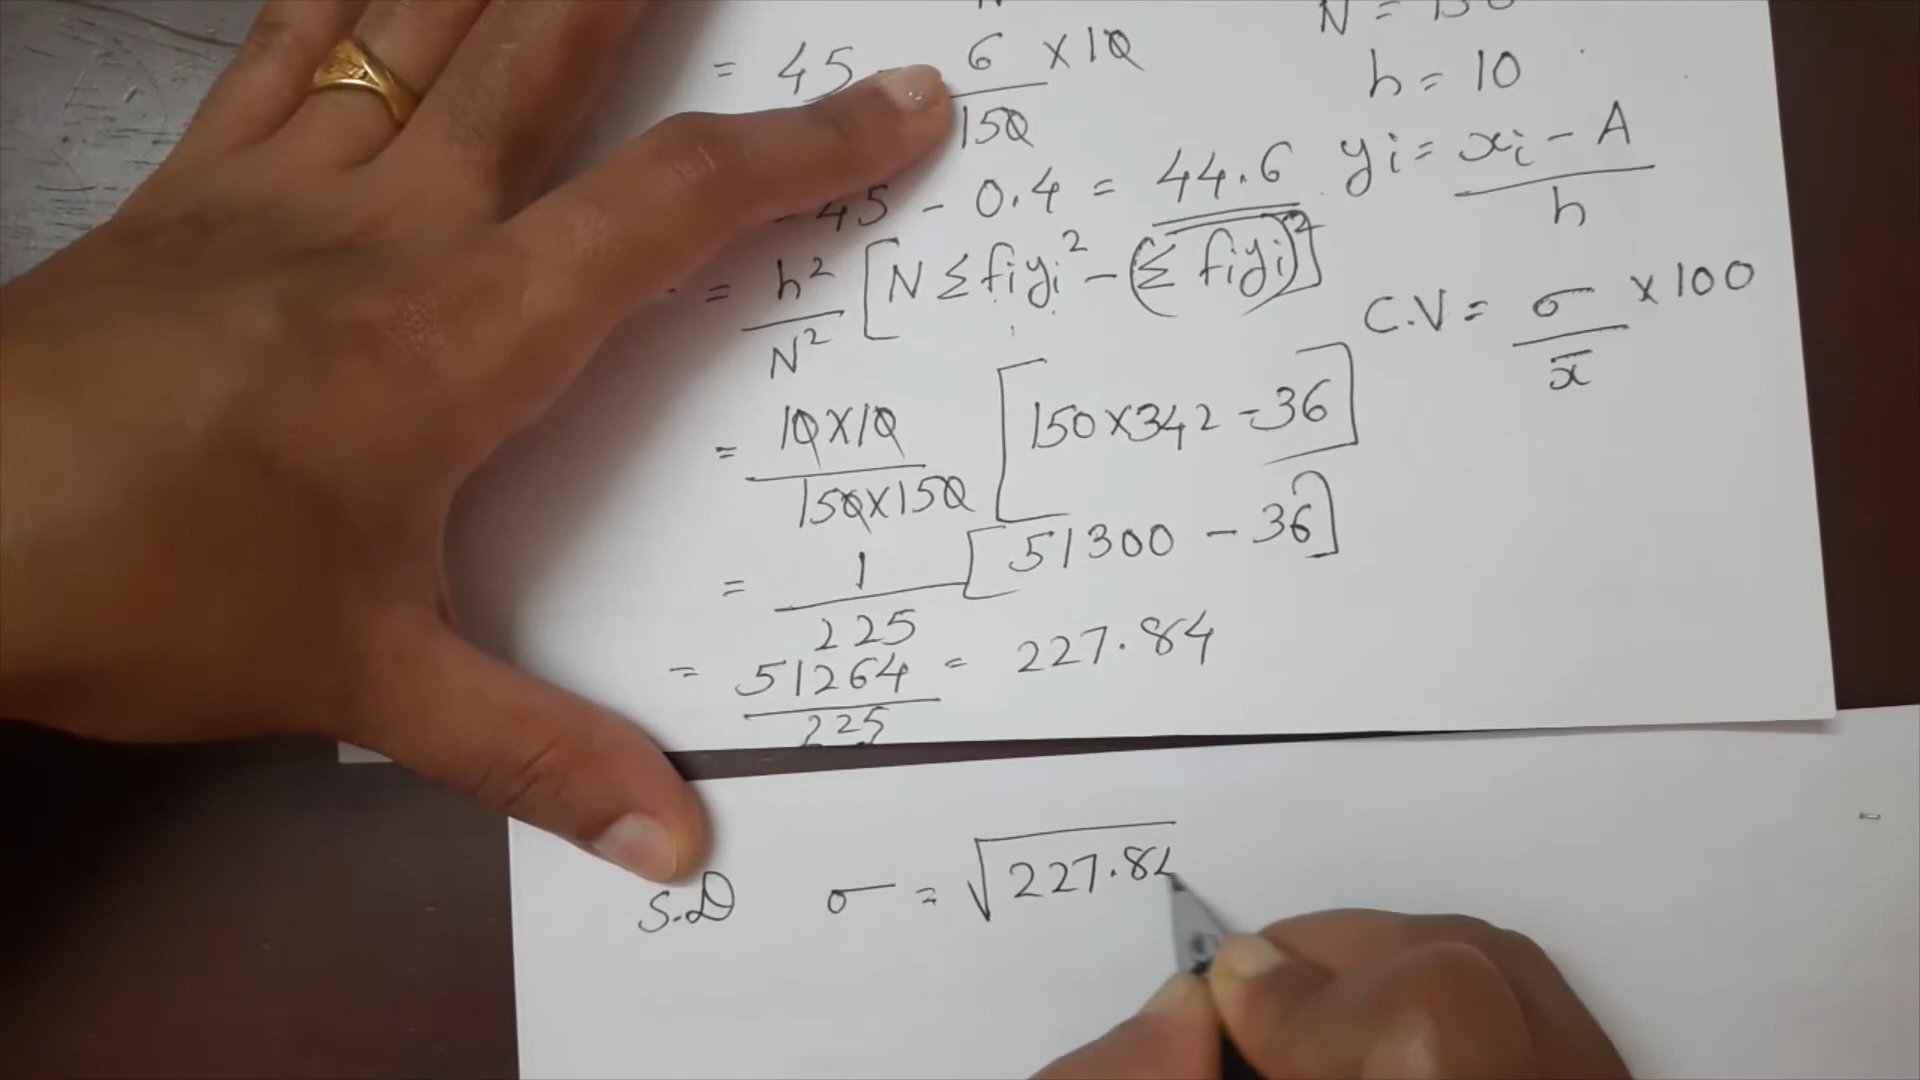 N = 150
= 45 - 6 × 10
150
h = 10
45 - 0.4 = 44.6
yi = xi - A
h
= h² [N Σ fiyi² - (Σ fiyi)²]
N²
C.V = σ × 100
x̄
= 10×10 [150×342 - 36]
150×150
= 1 [51300 - 36]
225
= 51264 = 227.84
225
S.D σ = √227.84